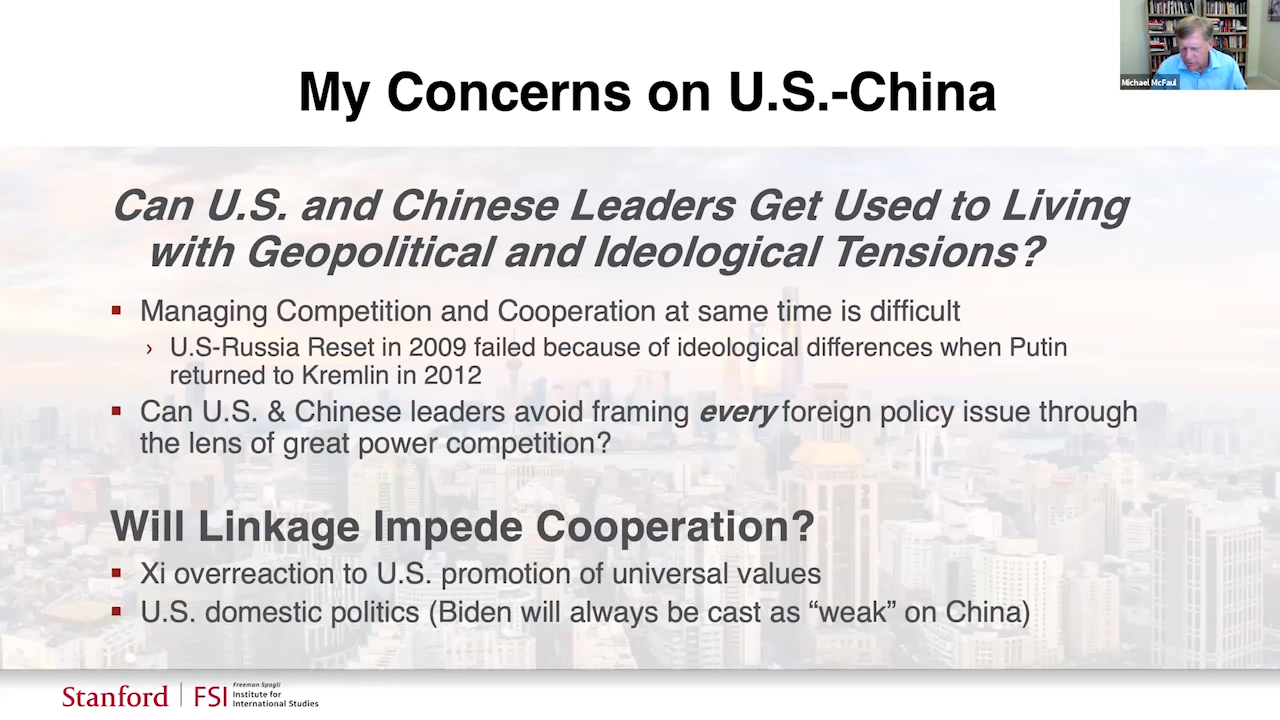 Michael McFaul
My Concerns on U.S.-China
Can U.S. and Chinese Leaders Get Used to Living
with Geopolitical and Ideological Tensions?
▪ Managing Competition and Cooperation at same time is difficult
› U.S-Russia Reset in 2009 failed because of ideological differences when Putin
returned to Kremlin in 2012
▪ Can U.S. & Chinese leaders avoid framing every foreign policy issue through
the lens of great power competition?
Will Linkage Impede Cooperation?
▪ Xi overreaction to U.S. promotion of universal values
▪ U.S. domestic politics (Biden will always be cast as “weak” on China)
Stanford | FSI
Freeman Spogli
Institute for
International Studies